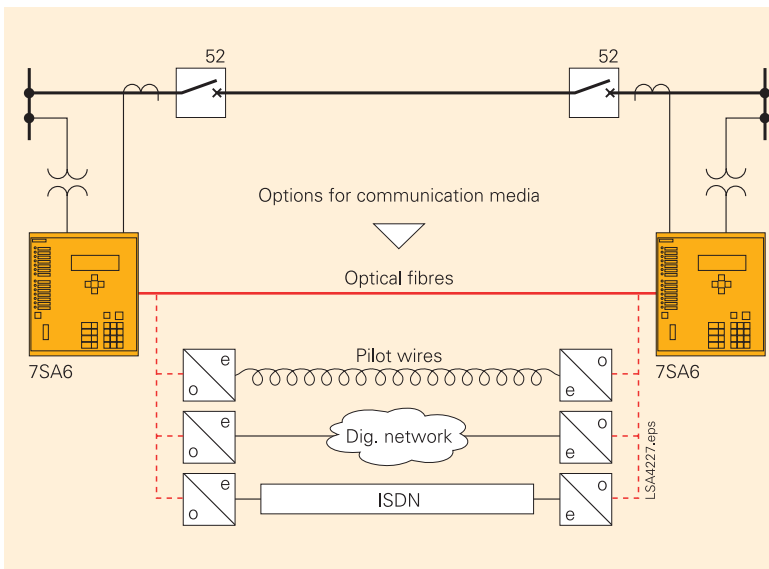 52
52
Options for communication media
Optical fibres
7SA6
7SA6
Pilot wires
e
o
o
e
Dig. network
e
o
o
e
ISDN
e
o
o
e
LSA4227.eps